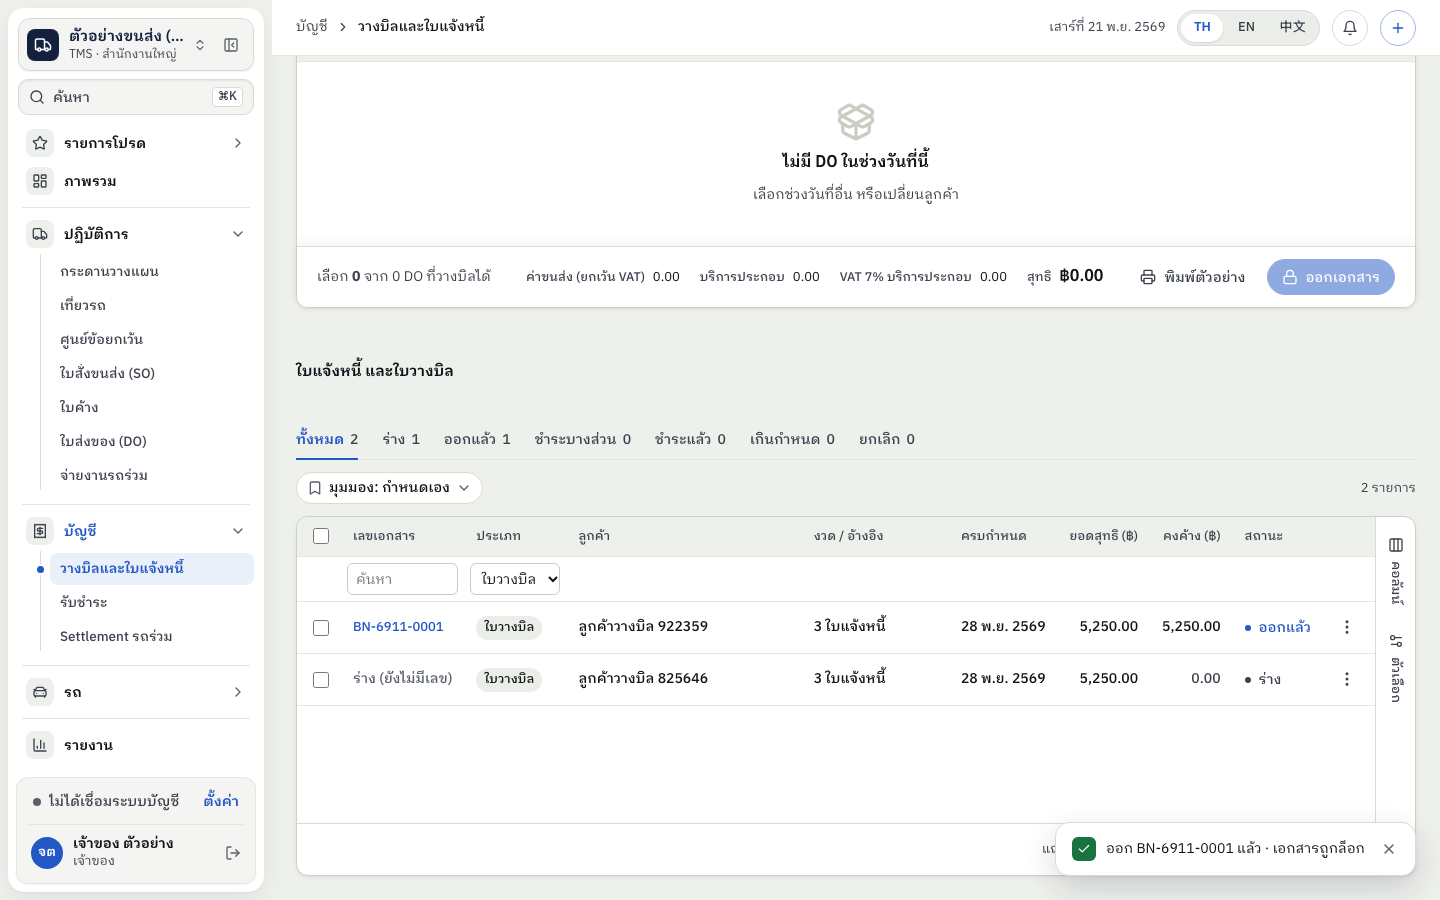 ตัวอย่างขนส่ง (...
TMS · สำนักงานใหญ่
ค้นหา
⌘K
รายการโปรด
ภาพรวม
ปฏิบัติการ
กระดานวางแผน
เที่ยวรถ
ศูนย์ข้อยกเว้น
ใบสั่งขนส่ง (SO)
ใบค้าง
ใบส่งของ (DO)
จ่ายงานรถร่วม
บัญชี
วางบิลและใบแจ้งหนี้
รับชำระ
Settlement รถร่วม
รถ
รายงาน
ไม่ได้เชื่อมระบบบัญชี ตั้งค่า
จต
เจ้าของ ตัวอย่าง
เจ้าของ
บัญชี
วางบิลและใบแจ้งหนี้
เสาร์ที่ 21 พ.ย. 2569
TH EN 中文
ไม่มี DO ในช่วงวันที่นี้
เลือกช่วงวันที่อื่น หรือเปลี่ยนลูกค้า
เลือก 0 จาก 0 DO ที่วางบิลได้ ค่าขนส่ง (ยกเว้น VAT) 0.00 บริการประกอบ 0.00 VAT 7% บริการประกอบ 0.00 สุทธิ ฿0.00 พิมพ์ตัวอย่าง ออกเอกสาร
ใบแจ้งหนี้ และใบวางบิล
ทั้งหมด 2 ร่าง 1 ออกแล้ว 1 ชำระบางส่วน 0 ชำระแล้ว 0 เกินกำหนด 0 ยกเลิก 0
มุมมอง: กำหนดเอง
2 รายการ
เลขเอกสาร ประเภท ลูกค้า งวด / อ้างอิง ครบกำหนด ยอดสุทธิ (฿) คงค้าง (฿) สถานะ
ค้นหา ใบวางบิล
BN-6911-0001 ใบวางบิล ลูกค้าวางบิล 922359 3 ใบแจ้งหนี้ 28 พ.ย. 2569 5,250.00 5,250.00 ออกแล้ว
ร่าง (ยังไม่มีเลข) ใบวางบิล ลูกค้าวางบิล 825646 3 ใบแจ้งหนี้ 28 พ.ย. 2569 5,250.00 0.00 ร่าง
คอลัมน์
ตัวเลือก
ออก BN-6911-0001 แล้ว · เอกสารถูกล็อก